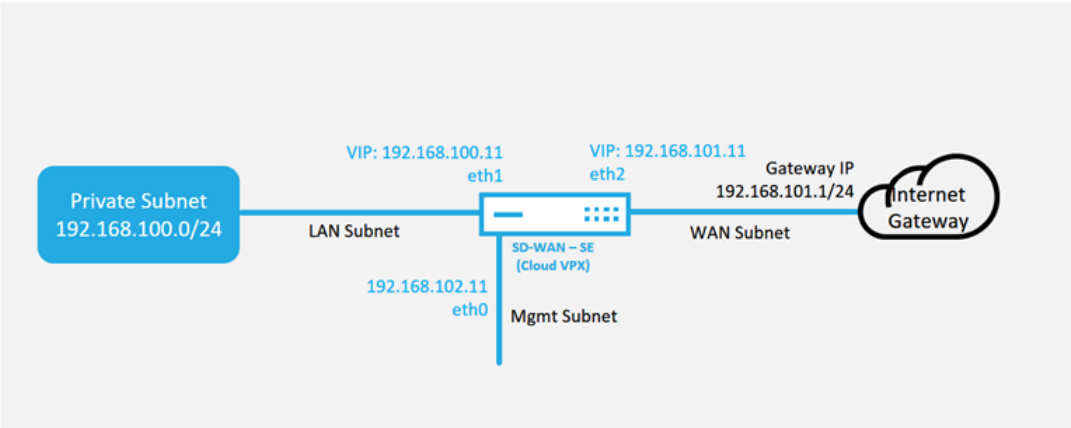 VIP: 192.168.100.11
eth1
VIP: 192.168.101.11
eth2
Gateway IP
192.168.101.1/24
Internet
Gateway
Private Subnet
192.168.100.0/24
LAN Subnet
WAN Subnet
SD-WAN – SE
(Cloud VPX)
192.168.102.11
eth0
Mgmt Subnet